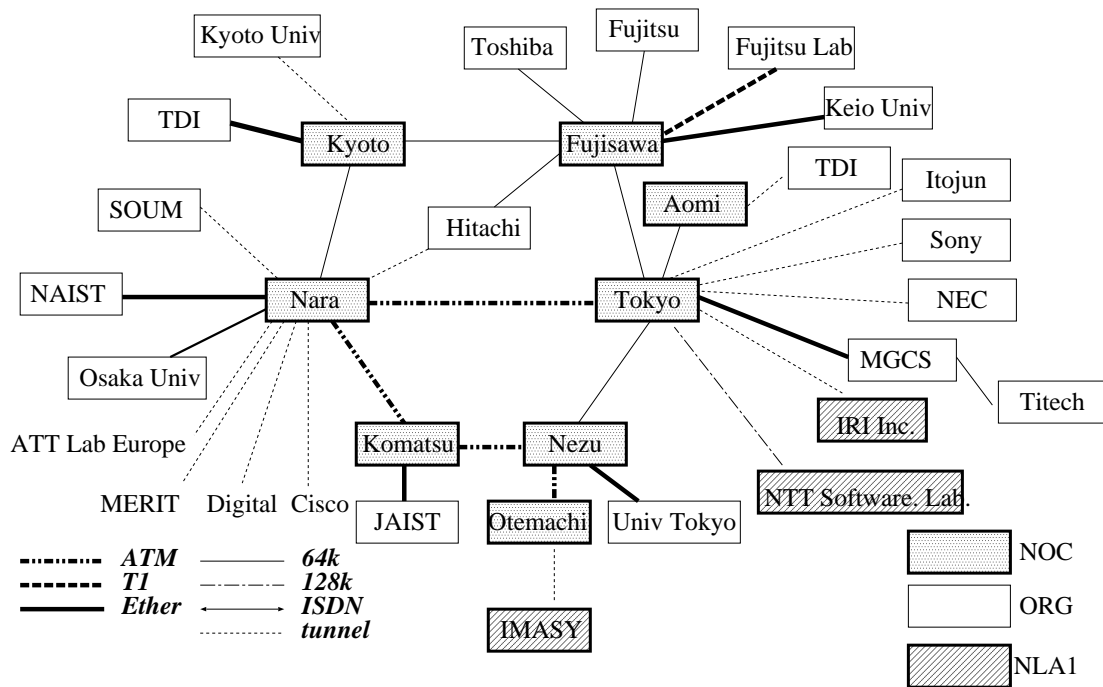 Kyoto Univ
Toshiba
Fujitsu
Fujitsu Lab
TDI
Keio Univ
Kyoto
Fujisawa
TDI
Itojun
SOUM
Hitachi
Aomi
Sony
NAIST
Nara
Tokyo
NEC
Osaka Univ
MGCS
Titech
ATT Lab Europe
Komatsu
Nezu
IRI Inc.
MERIT
Digital
Cisco
JAIST
Otemachi
Univ Tokyo
NTT Software. Lab.
ATM
64k
NOC
T1
128k
Ether
ISDN
ORG
tunnel
IMASY
NLA1